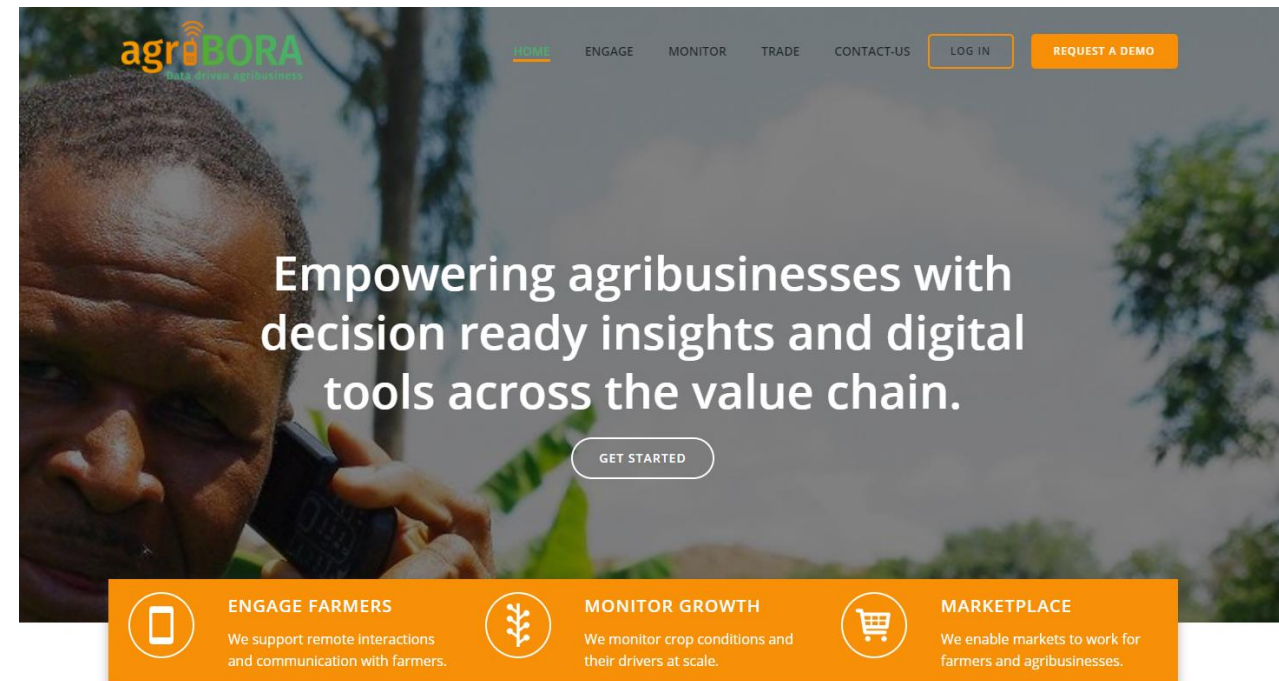 agriBORA
Data driven agribusiness
HOME
ENGAGE
MONITOR
TRADE
CONTACT-US
LOG IN
REQUEST A DEMO
Empowering agribusinesses with
decision ready insights and digital
tools across the value chain.
GET STARTED
ENGAGE FARMERS
We support remote interactions
and communication with farmers.
MONITOR GROWTH
We monitor crop conditions and
their drivers at scale.
MARKETPLACE
We enable markets to work for
farmers and agribusinesses.